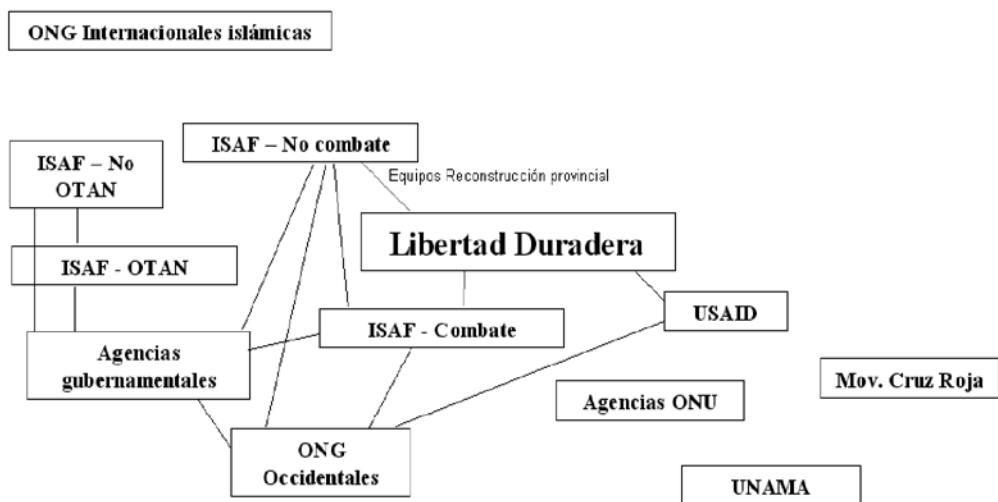 ONG Internacionales islámicas
ISAF – No combate
ISAF – No
OTAN
Equipos Reconstrucción provincial
Libertad Duradera
ISAF - OTAN
USAID
ISAF - Combate
Agencias
gubernamentales
Mov. Cruz Roja
Agencias ONU
ONG
Occidentales
UNAMA